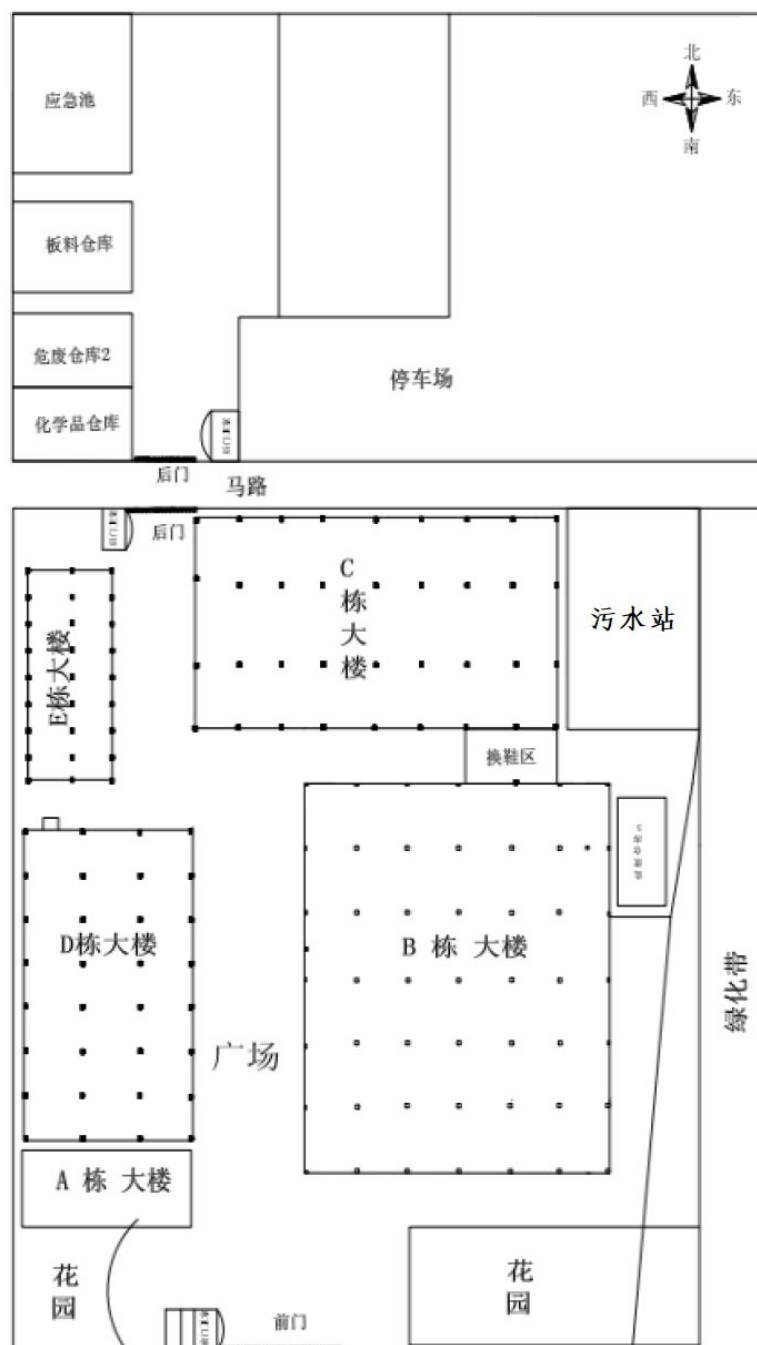 北
西 东
南
应急池
板料仓库
危废仓库2
化学品仓库
停车场
后门
马路
后门
C栋大楼
污水站
E栋大楼
换鞋区
D栋大楼
B 栋 大楼
绿化带
广场
A 栋 大楼
花园
花园
前门